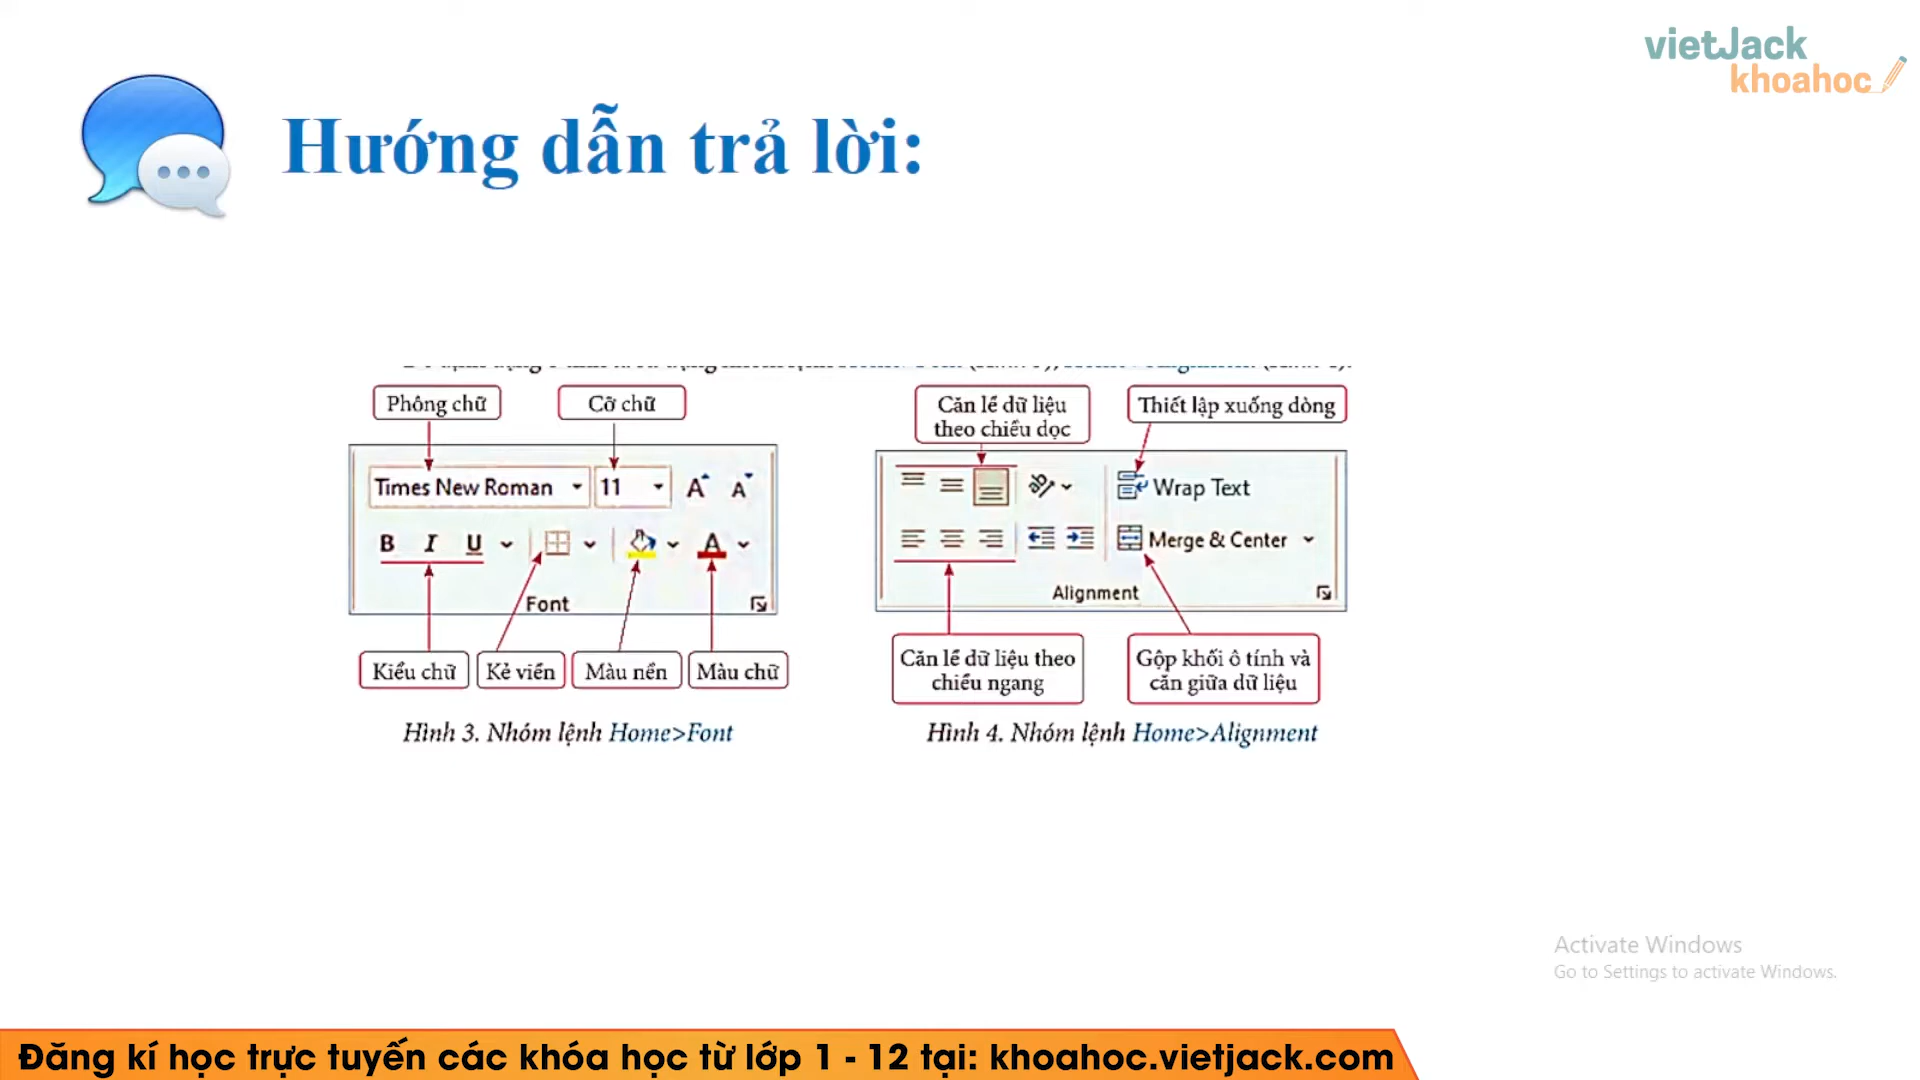 vietJack
khoahoc
Hướng dẫn trả lời:
Phông chữ
Cỡ chữ
Times New Roman
11
A
A
B I U
A
Font
Kiểu chữ
Kẻ viền
Màu nền
Màu chữ
Hình 3. Nhóm lệnh Home>Font
Căn lề dữ liệu
theo chiều dọc
Thiết lập xuống dòng
Wrap Text
Merge & Center
Alignment
Căn lề dữ liệu theo
chiều ngang
Gộp khối ô tính và
căn giữa dữ liệu
Hình 4. Nhóm lệnh Home>Alignment
Activate Windows
Go to Settings to activate Windows.
Đăng kí học trực tuyến các khóa học từ lớp 1 - 12 tại: khoahoc.vietjack.com